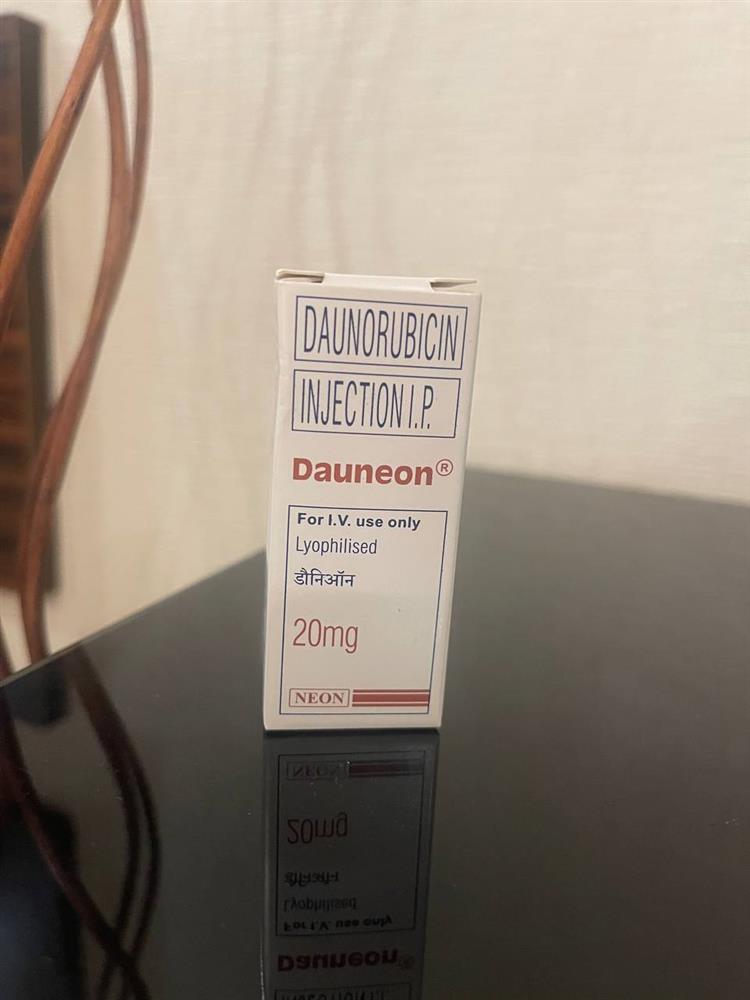 DAUNORUBICIN
INJECTION I.P.
Dauneon®
For I.V. use only
Lyophilised
डौनिऑन
20mg
NEON